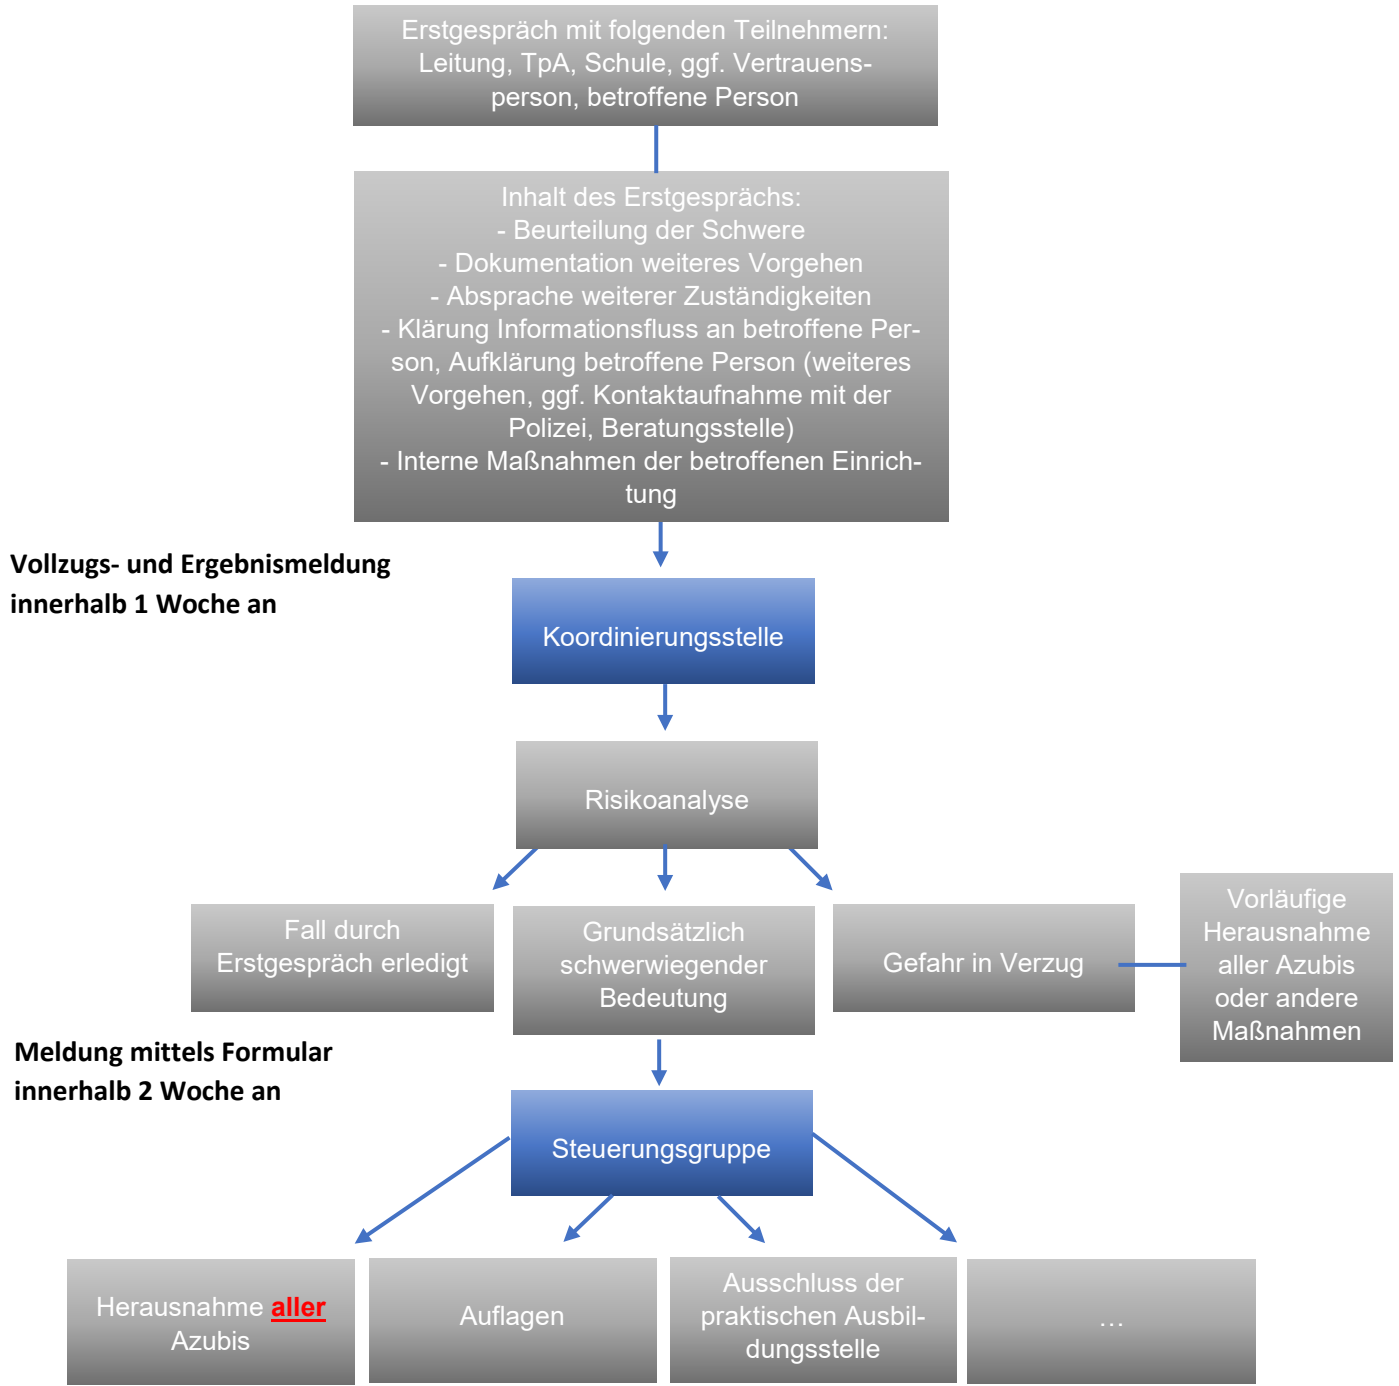 Erstgespräch mit folgenden Teilnehmern:
Leitung, TpA, Schule, ggf. Vertrauens-
person, betroffene Person
Inhalt des Erstgesprächs:
- Beurteilung der Schwere
- Dokumentation weiteres Vorgehen
- Absprache weiterer Zuständigkeiten
- Klärung Informationsfluss an betroffene Per-
son, Aufklärung betroffene Person (weiteres
Vorgehen, ggf. Kontaktaufnahme mit der
Polizei, Beratungsstelle)
- Interne Maßnahmen der betroffenen Einrich-
tung
Vollzugs- und Ergebnismeldung
innerhalb 1 Woche an
Koordinierungsstelle
Risikoanalyse
Fall durch
Erstgespräch erledigt
Grundsätzlich
schwerwiegender
Bedeutung
Gefahr in Verzug
Vorläufige
Herausnahme
aller Azubis
oder andere
Maßnahmen
Meldung mittels Formular
innerhalb 2 Woche an
Steuerungsgruppe
Herausnahme aller
Azubis
Auflagen
Ausschluss der
praktischen Ausbil-
dungsstelle
…